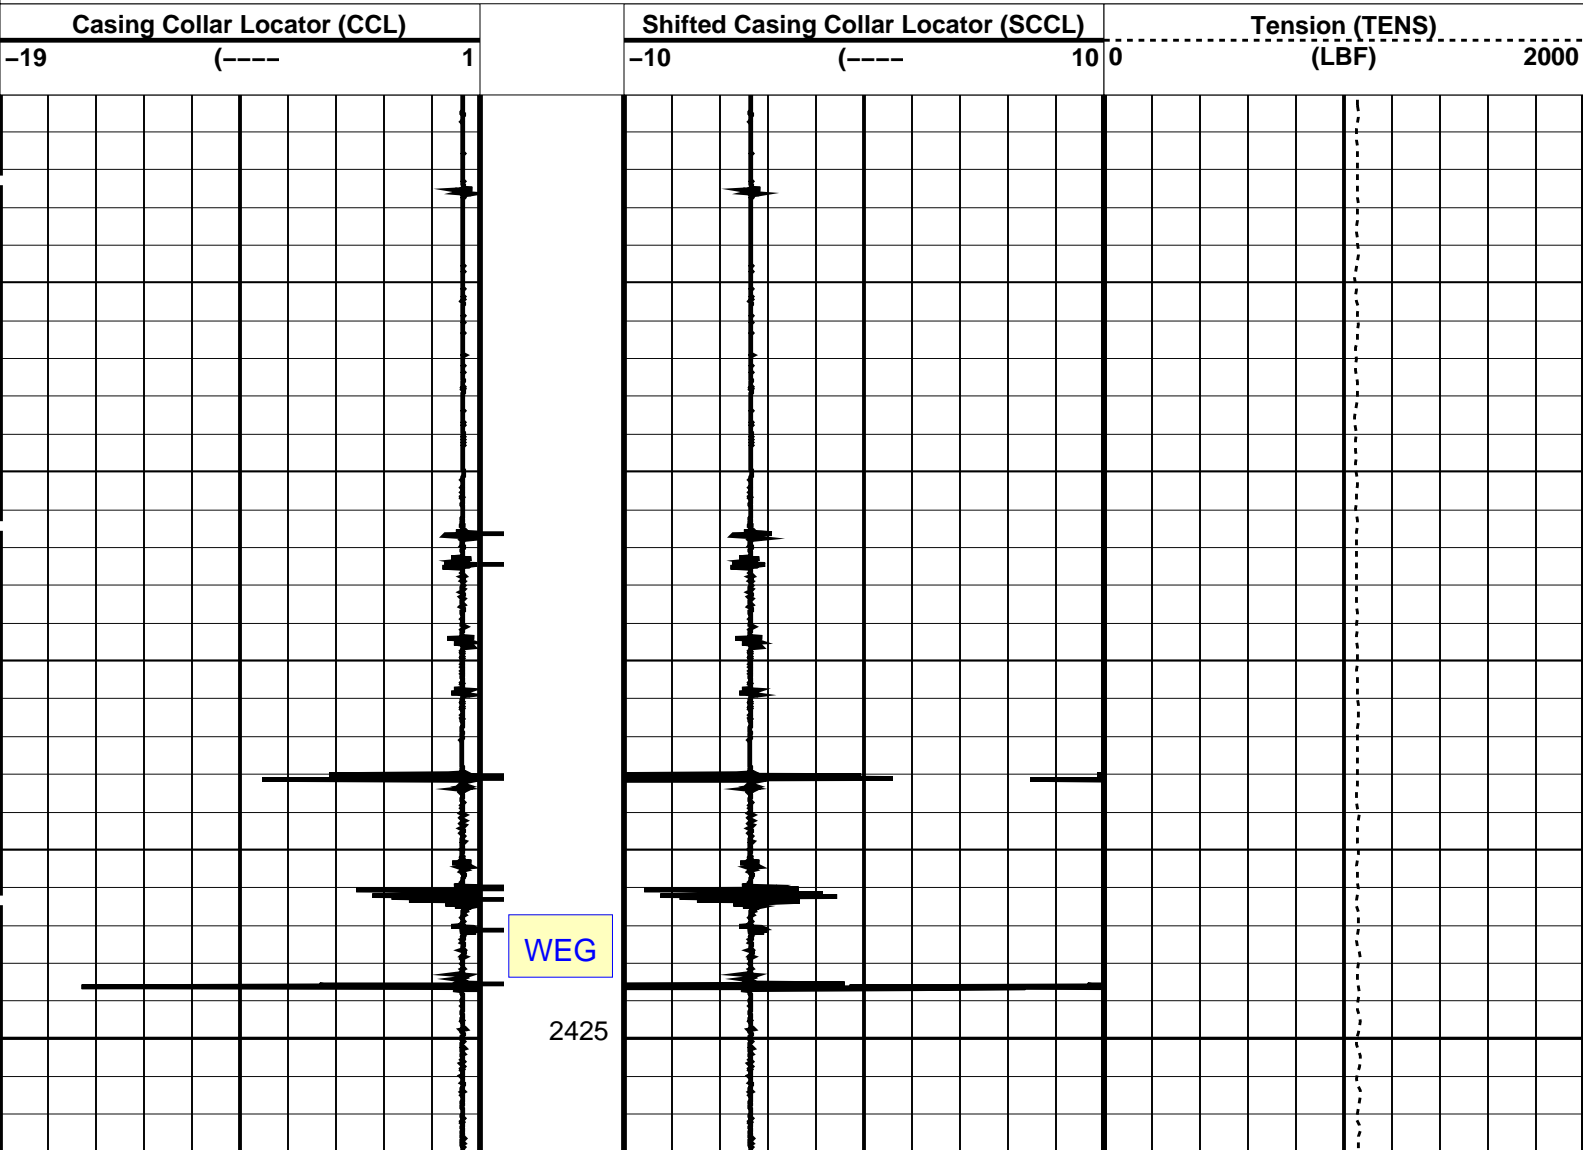 Casing Collar Locator (CCL)
–19 (–––– 1
Shifted Casing Collar Locator (SCCL)
–10 (–––– 10
Tension (TENS)
0 (LBF) 2000
WEG
2425